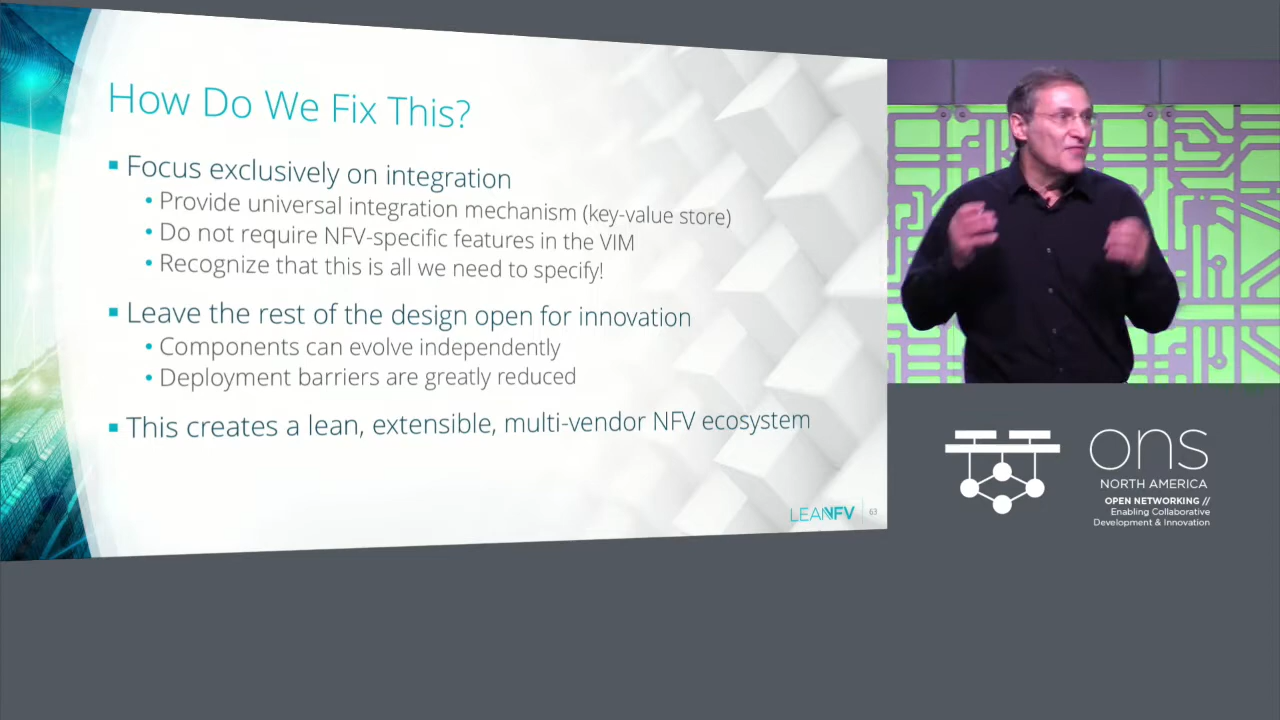 How Do We Fix This?
Focus exclusively on integration
Provide universal integration mechanism (key-value store)
Do not require NFV-specific features in the VIM
Recognize that this is all we need to specify!
Leave the rest of the design open for innovation
Components can evolve independently
Deployment barriers are greatly reduced
This creates a lean, extensible, multi-vendor NFV ecosystem
LEANFV
63
ons
NORTH AMERICA
OPEN NETWORKING //
Enabling Collaborative
Development & Innovation